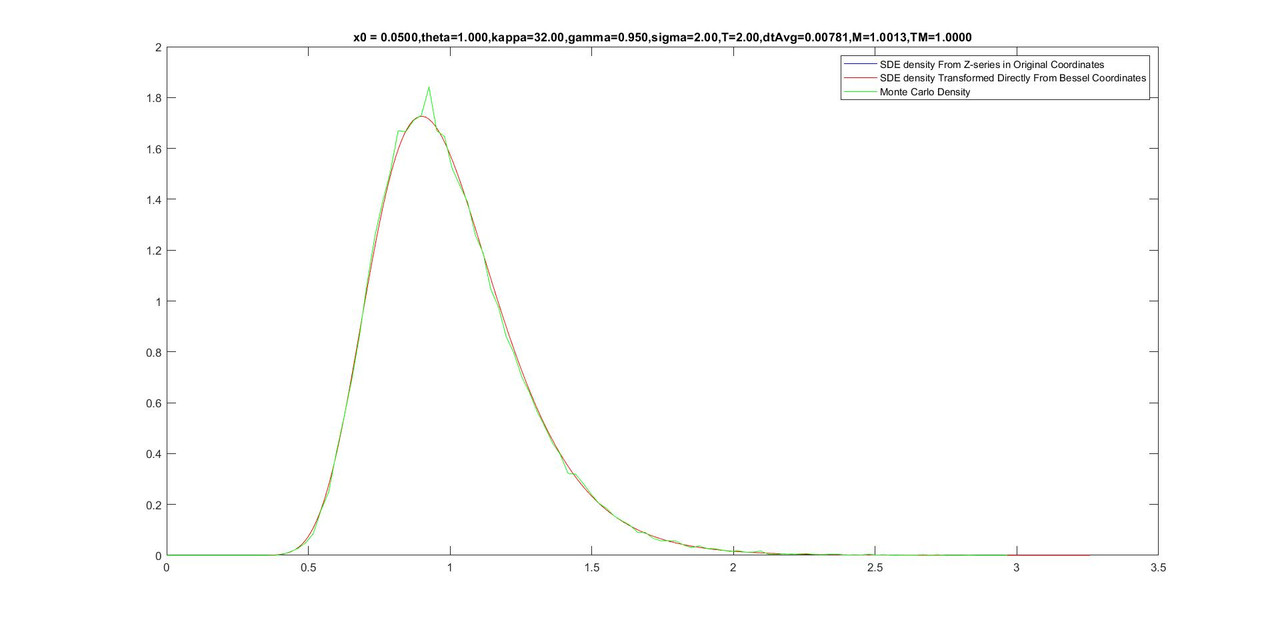 x0 = 0.0500,theta=1.000,kappa=32.00,gamma=0.950,sigma=2.00,T=2.00,dtAvg=0.00781,M=1.0013,TM=1.0000
SDE density From Z-series in Original Coordinates
SDE density Transformed Directly From Bessel Coordinates
Monte Carlo Density
2
1.8
1.6
1.4
1.2
1
0.8
0.6
0.4
0.2
0
0 0.5 1 1.5 2 2.5 3 3.5